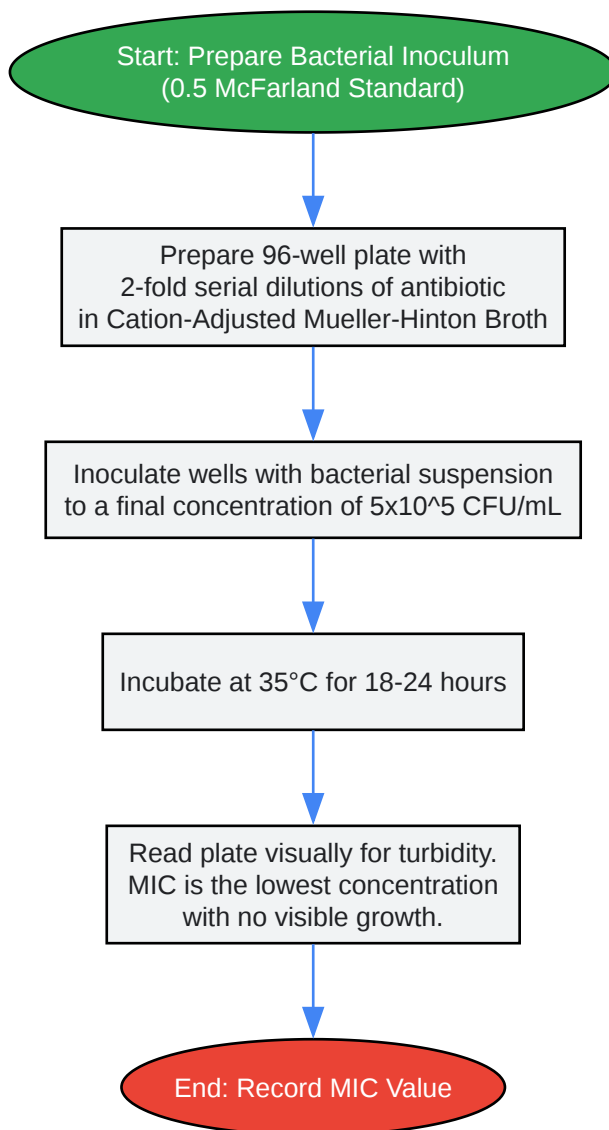 Start: Prepare Bacterial Inoculum
(0.5 McFarland Standard)
Prepare 96-well plate with
2-fold serial dilutions of antibiotic
in Cation-Adjusted Mueller-Hinton Broth
Inoculate wells with bacterial suspension
to a final concentration of 5x10^5 CFU/mL
Incubate at 35°C for 18-24 hours
Read plate visually for turbidity.
MIC is the lowest concentration
with no visible growth.
End: Record MIC Value